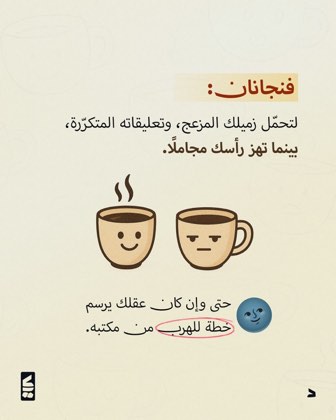 فنجانان:
لتحمّل زميلك المزعج، وتعليقاته المتكرّرة،
بينما تهز رأسك مجاملًا.
حتى وإن كان عقلك يرسم
خطة للهرب من مكتبه.